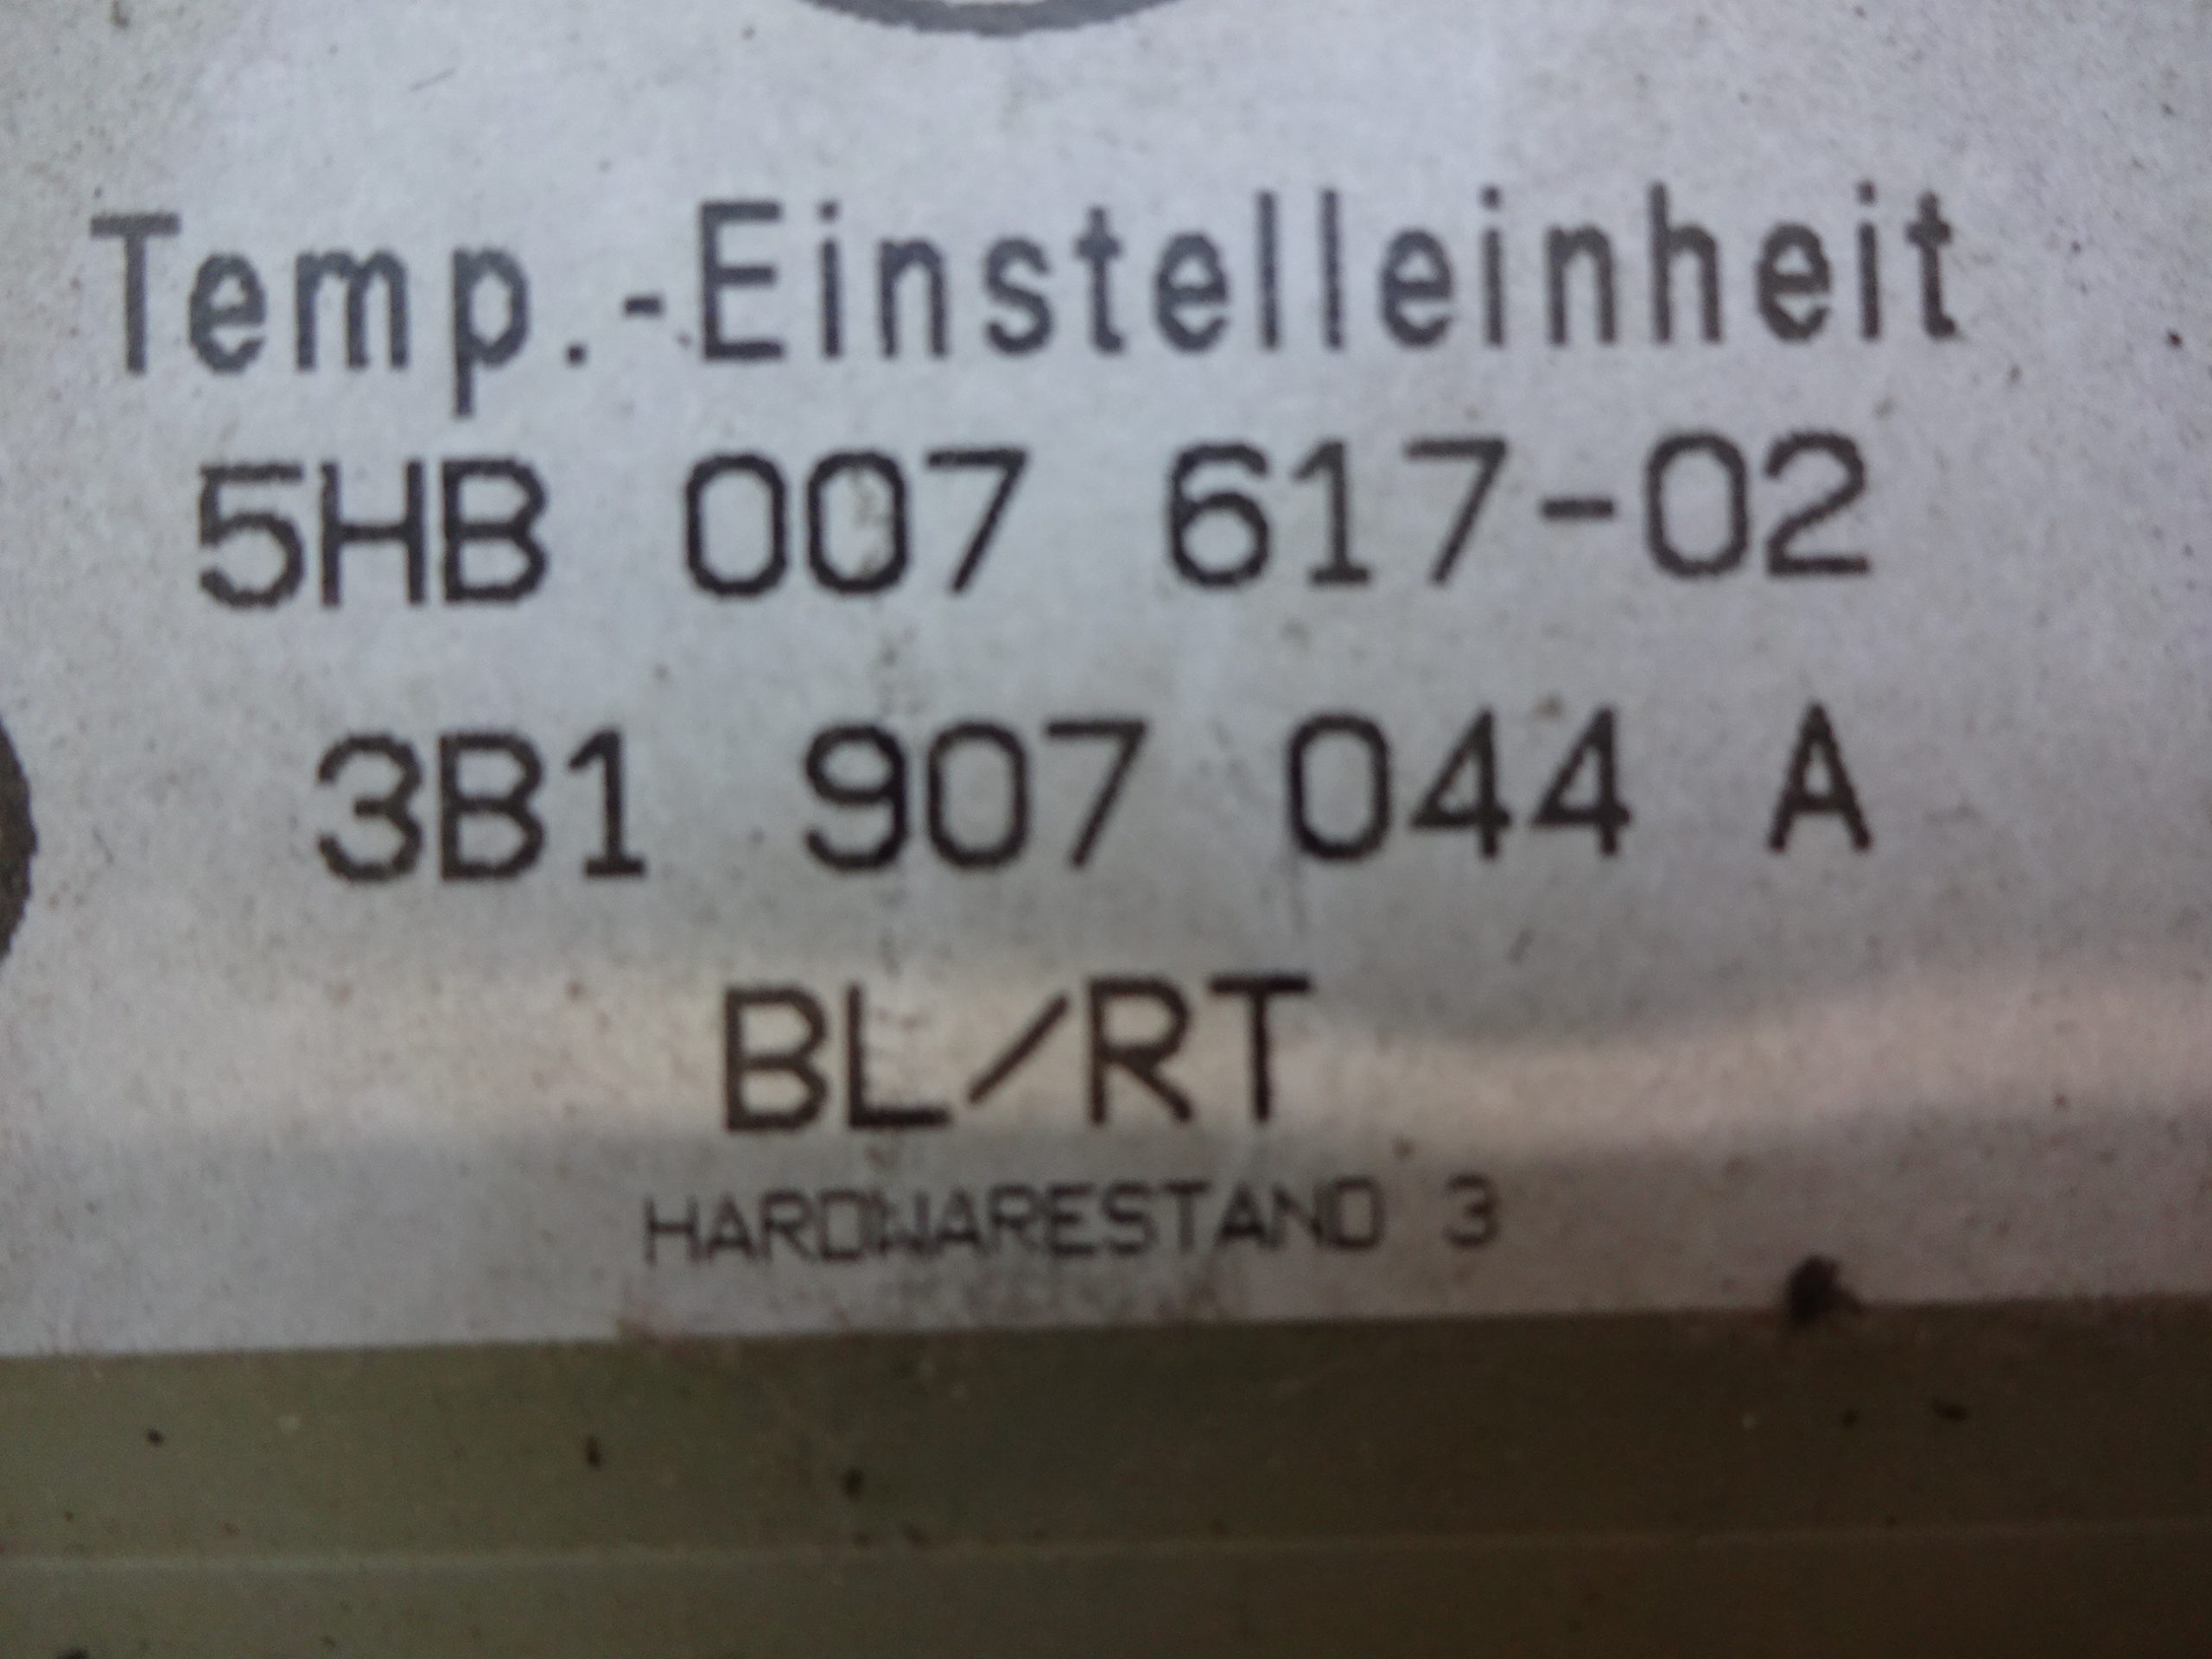 Temp.-Einstelleinheit
5HB 007 617-02
3B1 907 044 A
BL/RT
HARDWARESTAND 3